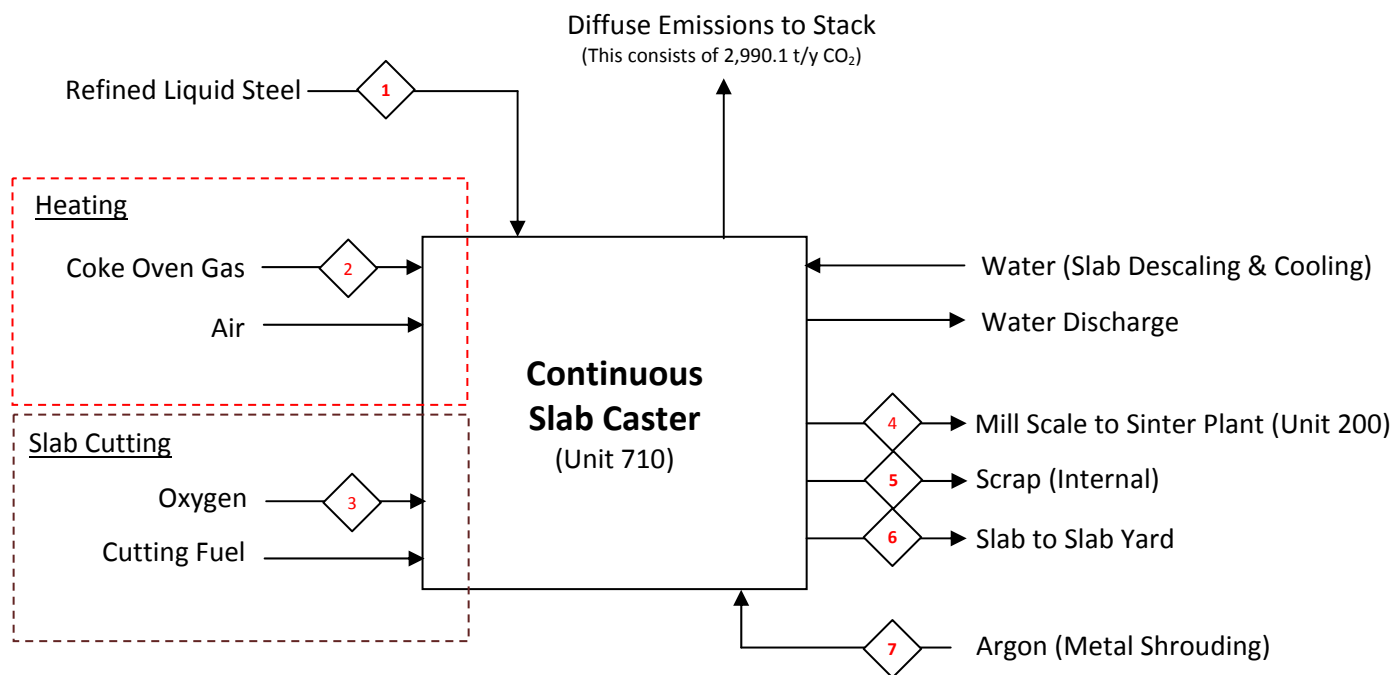 Diffuse Emissions to Stack
(This consists of 2,990.1 t/y CO₂)
Refined Liquid Steel
1
Heating
Coke Oven Gas
2
Air
Slab Cutting
Oxygen
3
Cutting Fuel
Continuous
Slab Caster
(Unit 710)
Water (Slab Descaling & Cooling)
Water Discharge
4
Mill Scale to Sinter Plant (Unit 200)
5
Scrap (Internal)
6
Slab to Slab Yard
7
Argon (Metal Shrouding)